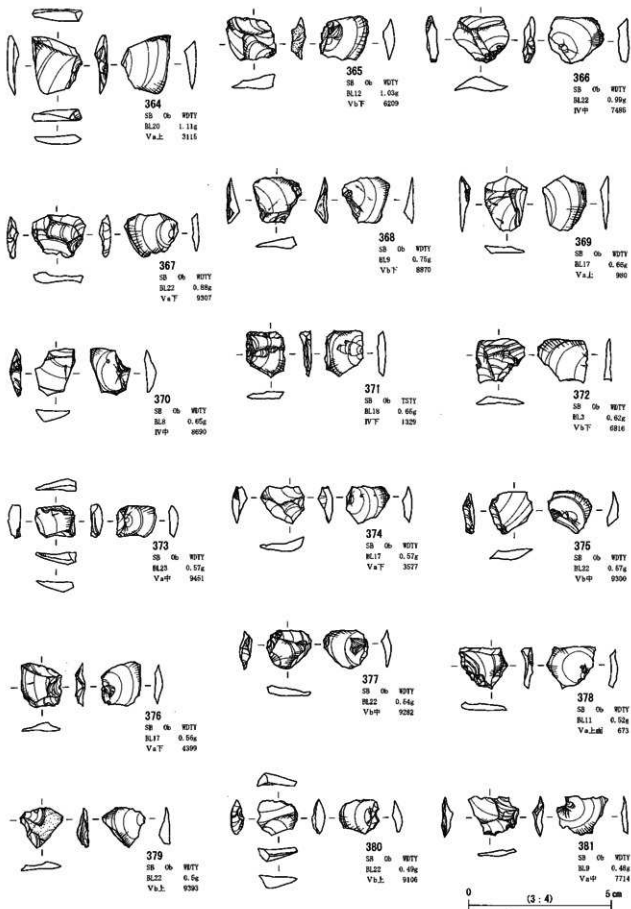 364
SB Ob WDTY
BL20 1.11g
Va上 3115
365
SB Ob WDTY
BL12 1.03g
Vb下 6209
366
SB Ob WDTY
BL22 0.99g
IV中 7485
367
SB Ob WDTY
BL22 0.88g
Va下 9307
368
SB Ob WDTY
BL9 0.75g
Vb下 8870
369
SB Ob WDTY
BL17 0.66g
Va上 980
370
SB Ob WDTY
BL8 0.65g
IV中 8690
371
SB Ob TSTY
BL18 0.65g
IV下 1329
372
SB Ob WDTY
BL2 0.62g
Vb下 6816
373
SB Ob WDTY
BL23 0.57g
Va中 9451
374
SB Ob WDTY
BL17 0.57g
Va下 3577
375
SB Ob WDTY
BL22 0.57g
Vb中 9300
376
SB Ob WDTY
BL17 0.56g
Va下 4399
377
SB Ob WDTY
BL22 0.54g
Vb中 9282
378
SB Ob WDTY
BL11 0.52g
Va上 673
379
SB Ob WDTY
BL22 0.5g
Vb上 9393
380
SB Ob WDTY
BL22 0.49g
Vb上 9106
381
SB Ob WDTY
BL9 0.48g
Va中 7714
0 5cm
(3:4)